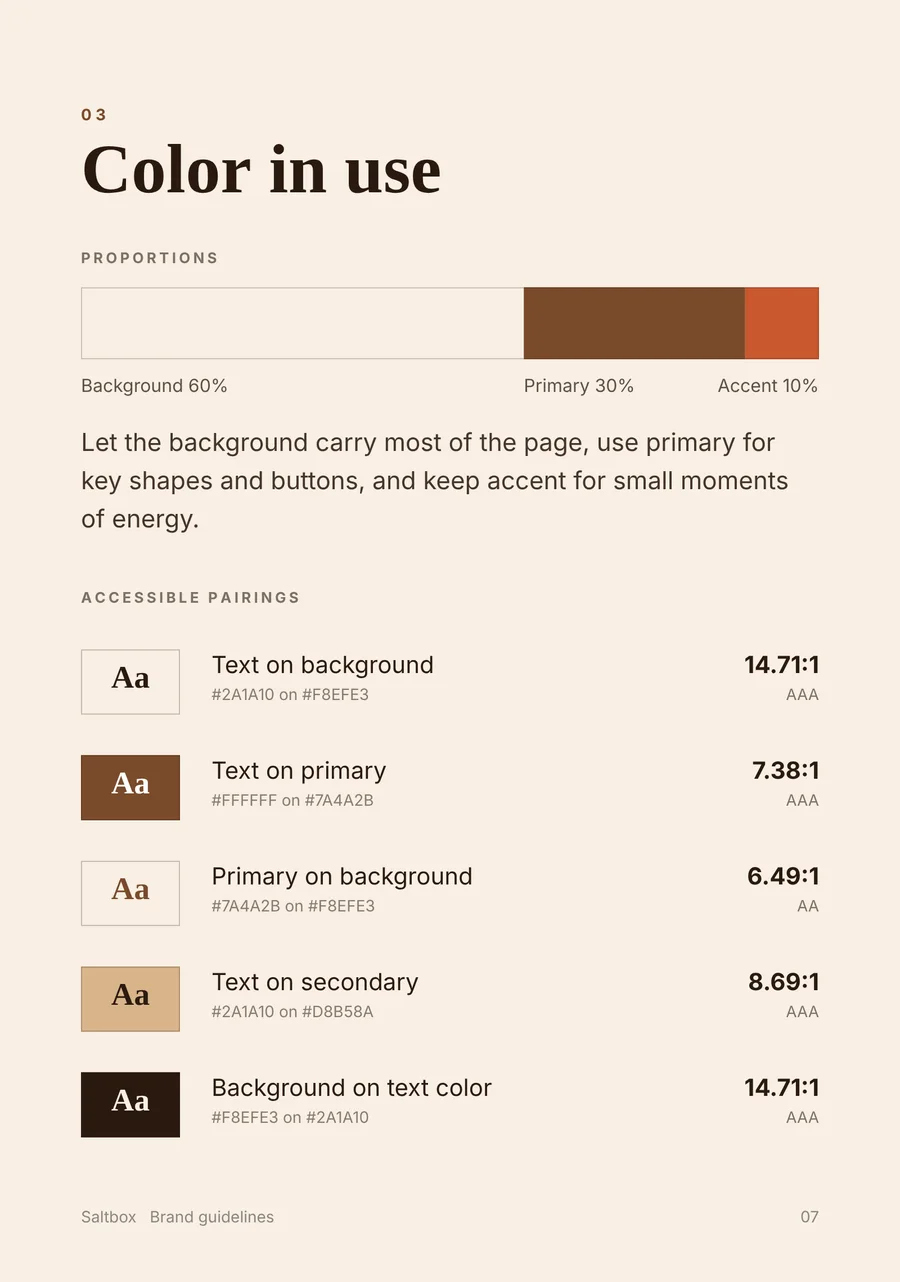 03
Color in use
PROPORTIONS
Background 60%
Primary 30%
Accent 10%
Let the background carry most of the page, use primary for
key shapes and buttons, and keep accent for small moments
of energy.
ACCESSIBLE PAIRINGS
Aa
Text on background
14.71:1
#2A1A10 on #F8EFE3
AAA
Aa
Text on primary
7.38:1
#FFFFFF on #7A4A2B
AAA
Aa
Primary on background
6.49:1
#7A4A2B on #F8EFE3
AA
Aa
Text on secondary
8.69:1
#2A1A10 on #D8B58A
AAA
Aa
Background on text color
14.71:1
#F8EFE3 on #2A1A10
AAA
Saltbox Brand guidelines
07